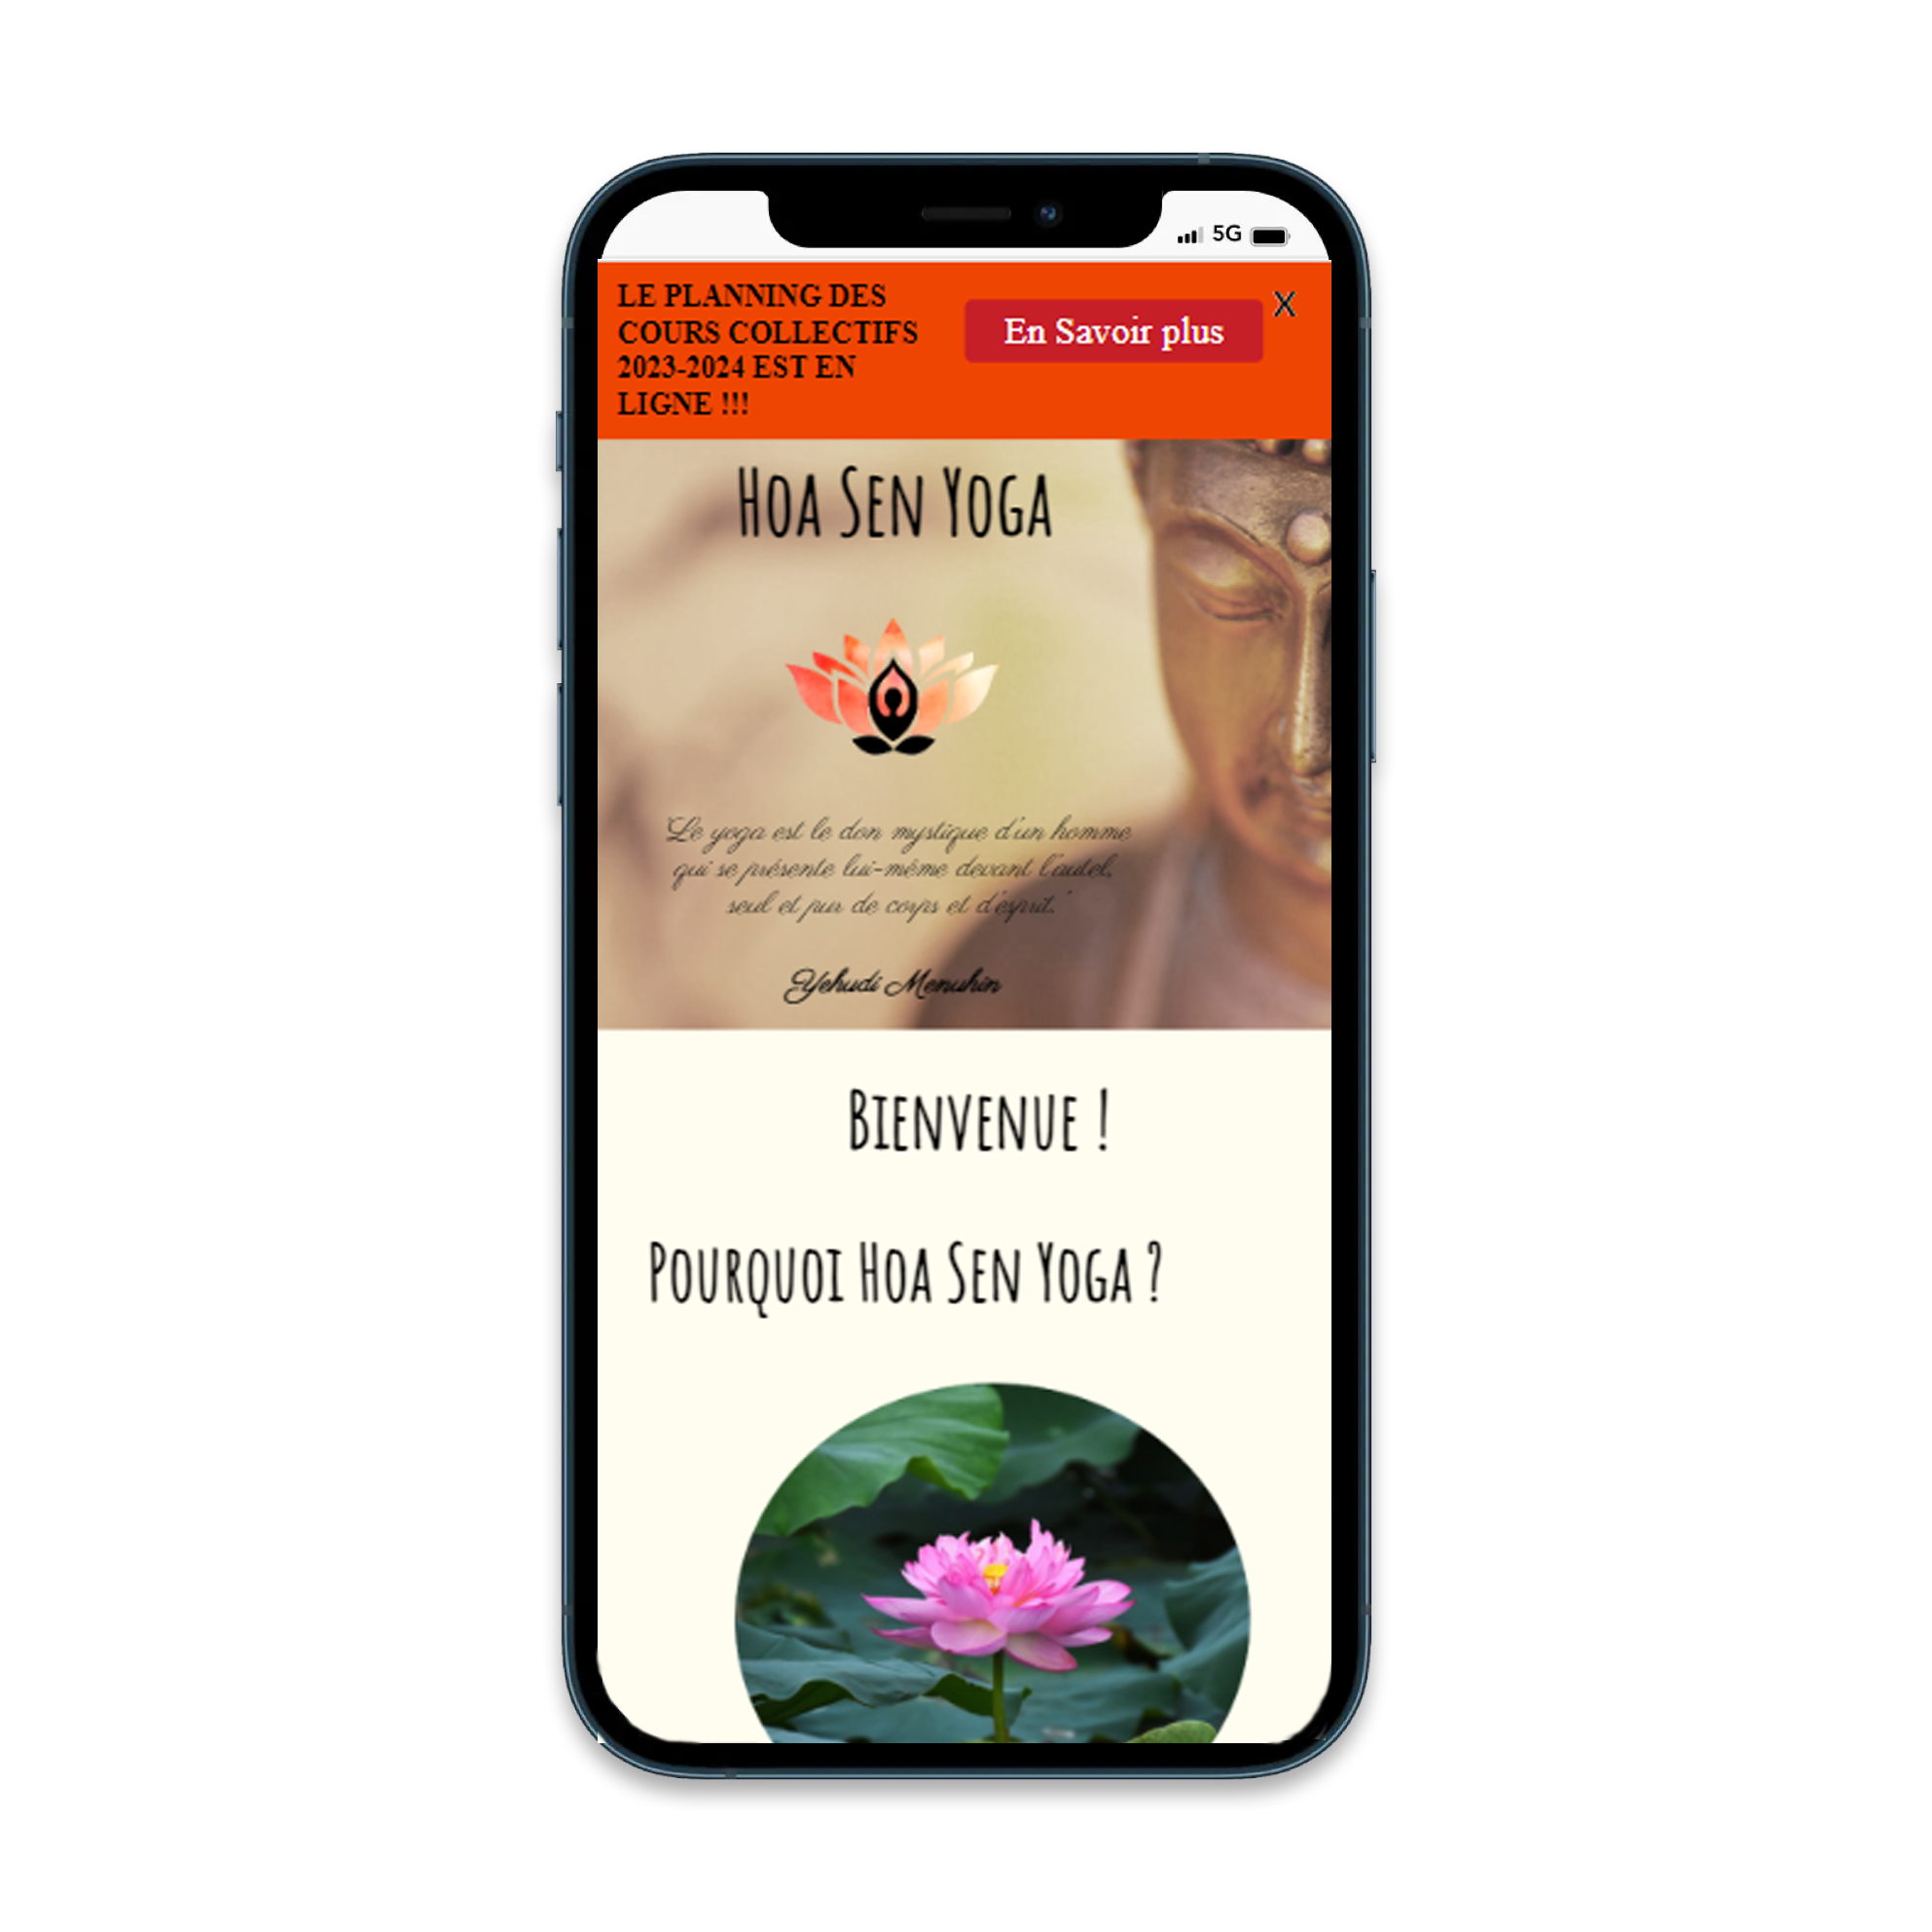 5G
LE PLANNING DES
COURS COLLECTIFS
2023-2024 EST EN
LIGNE !!!
En Savoir plus
X
HOA SEN YOGA
"Le yoga est le don mystique d'un homme
qui se présente lui-même devant l'autel,
seul et pur de corps et d'esprit."
Yehudi Menuhin
BIENVENUE !
POURQUOI HOA SEN YOGA ?